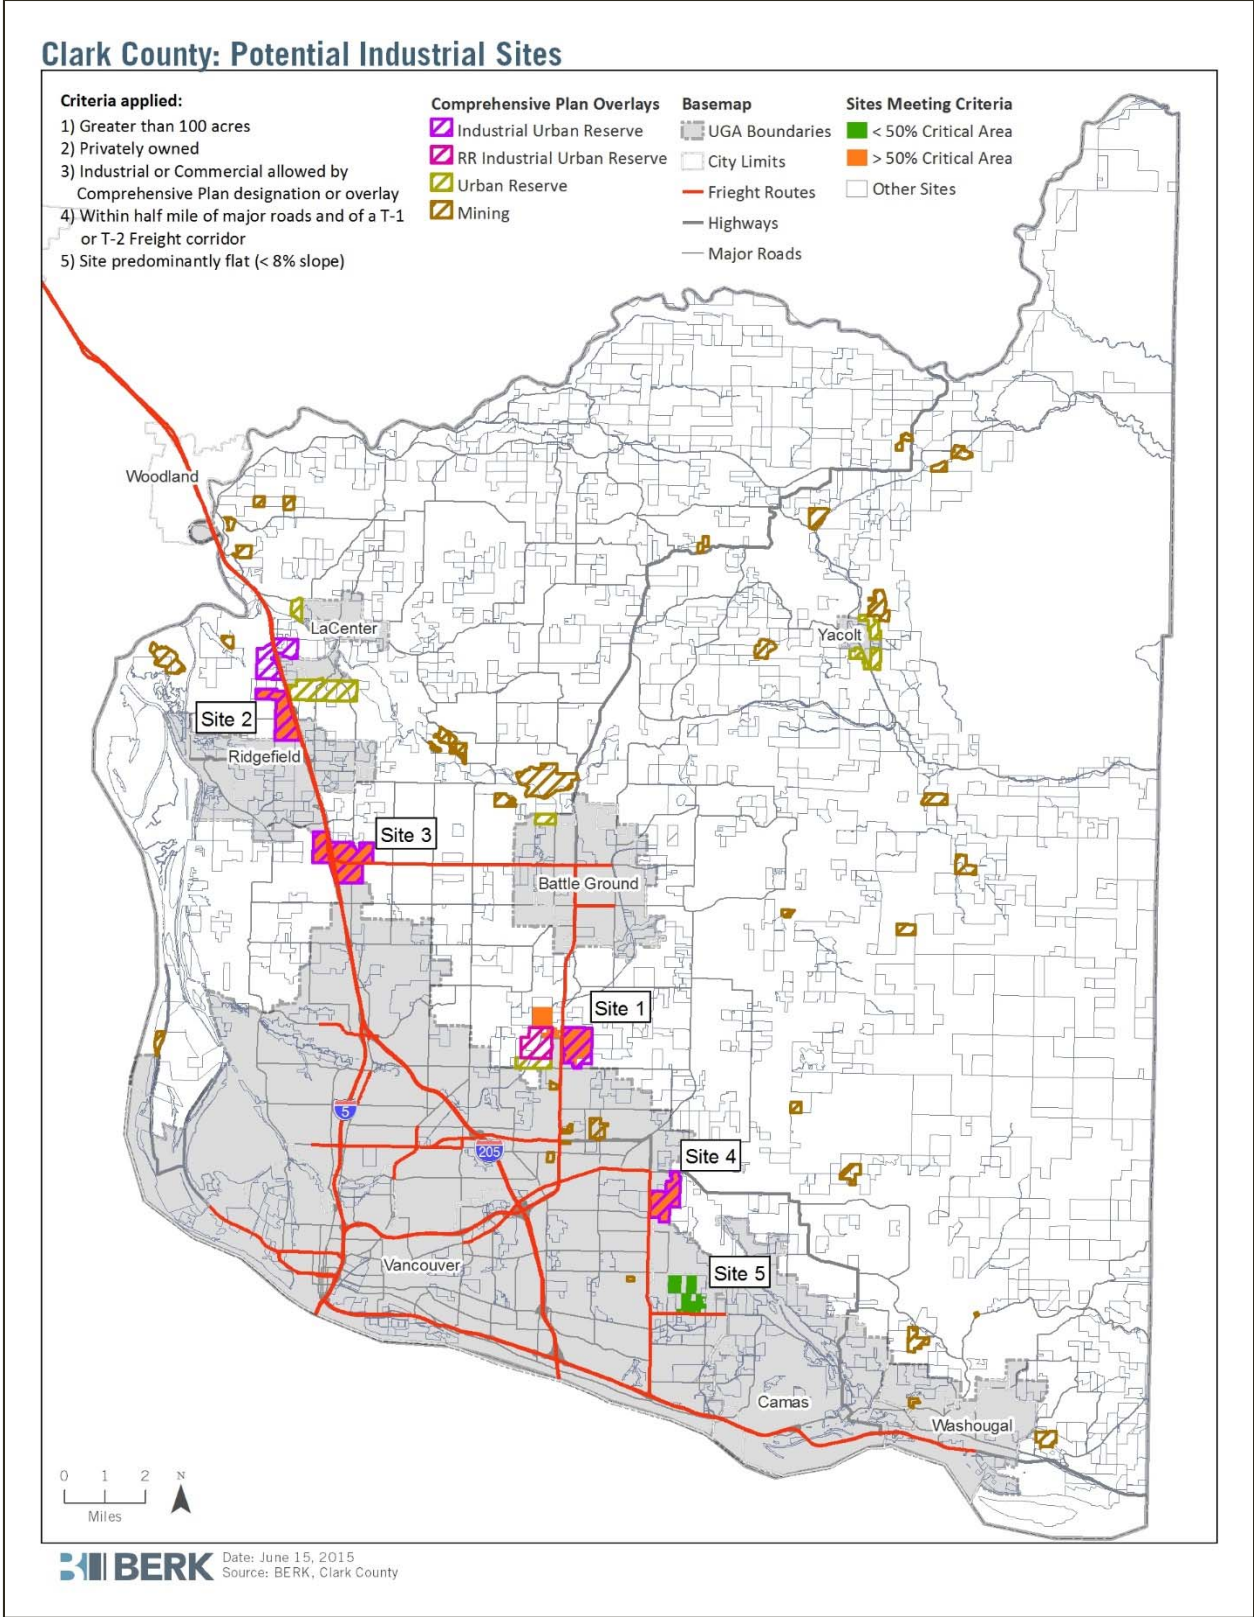 Clark County: Potential Industrial Sites
Criteria applied:
1) Greater than 100 acres
2) Privately owned
3) Industrial or Commercial allowed by
Comprehensive Plan designation or overlay
4) Within half mile of major roads and of a T-1
or T-2 Freight corridor
5) Site predominantly flat (< 8% slope)
Comprehensive Plan Overlays
Industrial Urban Reserve
RR Industrial Urban Reserve
Urban Reserve
Mining
Basemap
UGA Boundaries
City Limits
Frieght Routes
Highways
Major Roads
Sites Meeting Criteria
< 50% Critical Area
> 50% Critical Area
Other Sites
Woodland
LaCenter
Yacolt
Site 2
Ridgefield
Site 3
Battle Ground
Site 1
5
205
Site 4
Vancouver
Site 5
Camas
Washougal
0 1 2 N
Miles
BERK
Date: June 15, 2015
Source: BERK, Clark County